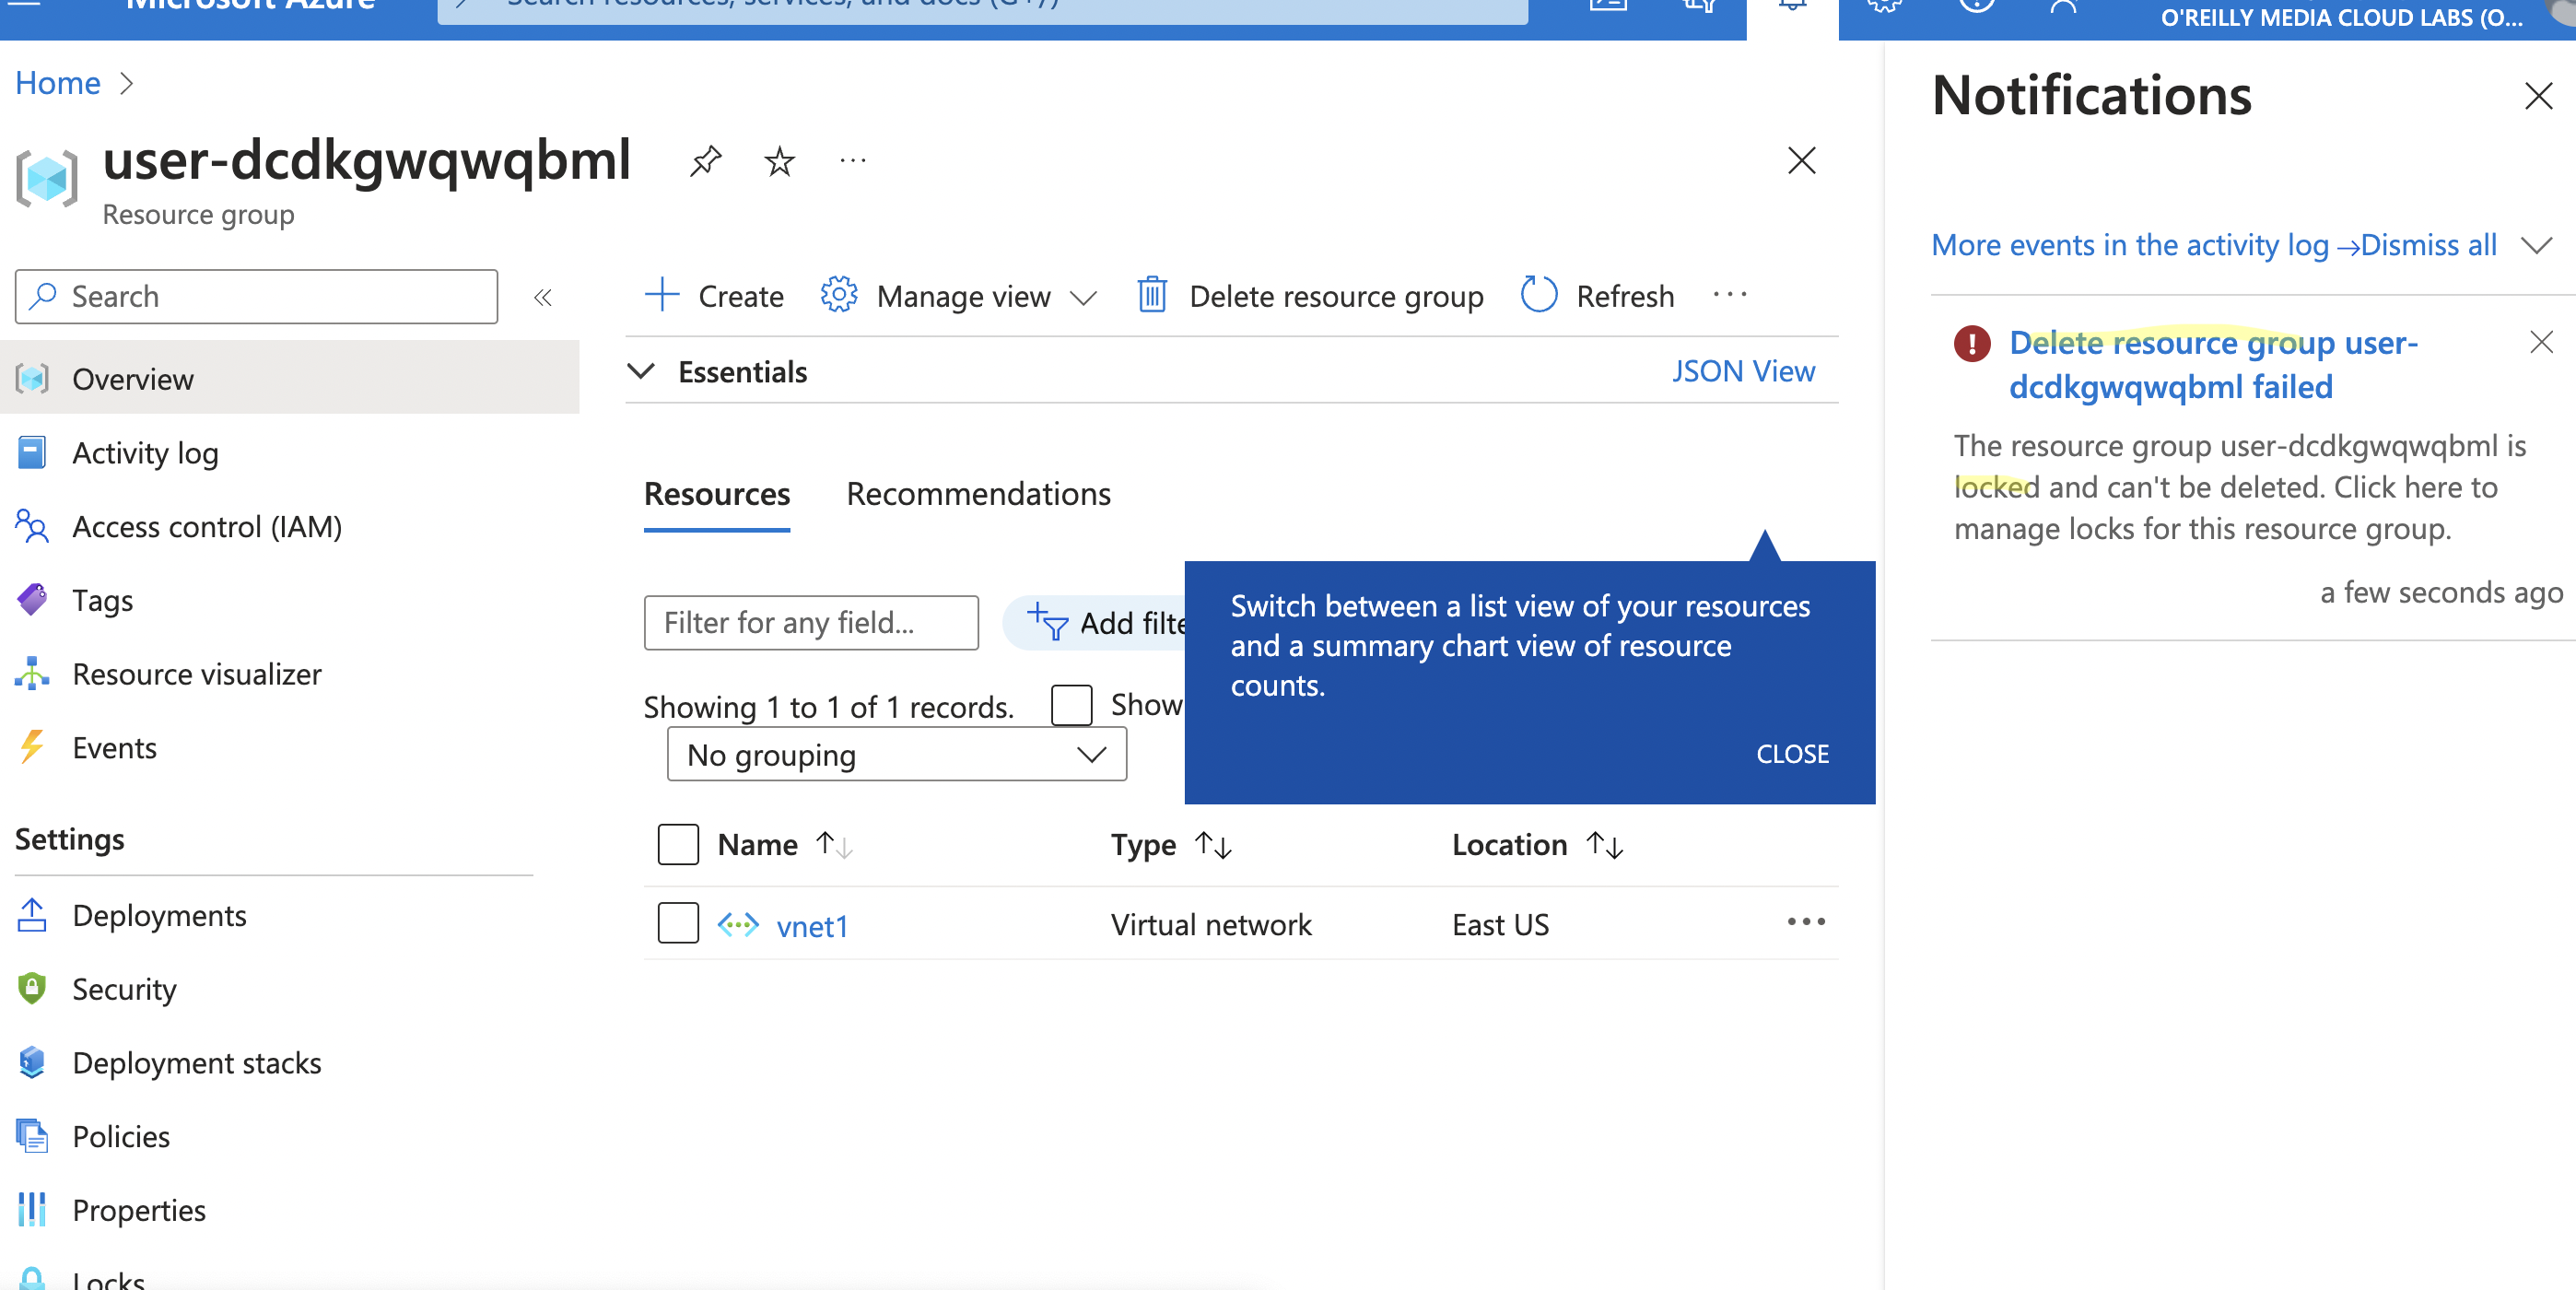 Microsoft Azure
Search resources, services, and docs (G+/)
O'REILLY MEDIA CLOUD LABS (O...
Home
user-dcdkgwqwqbml
Resource group
Search
Overview
Activity log
Access control (IAM)
Tags
Resource visualizer
Events
Settings
Deployments
Security
Deployment stacks
Policies
Properties
Locks
Create
Manage view
Delete resource group
Refresh
Essentials
JSON View
Resources
Recommendations
Filter for any field...
Add filte
Showing 1 to 1 of 1 records.
Show
No grouping
Switch between a list view of your resources
and a summary chart view of resource
counts.
CLOSE
Name
Type
Location
vnet1
Virtual network
East US
Notifications
More events in the activity log →
Dismiss all
Delete resource group user-
dcdkgwqwqbml failed
The resource group user-dcdkgwqwqbml is
locked and can't be deleted. Click here to
manage locks for this resource group.
a few seconds ago